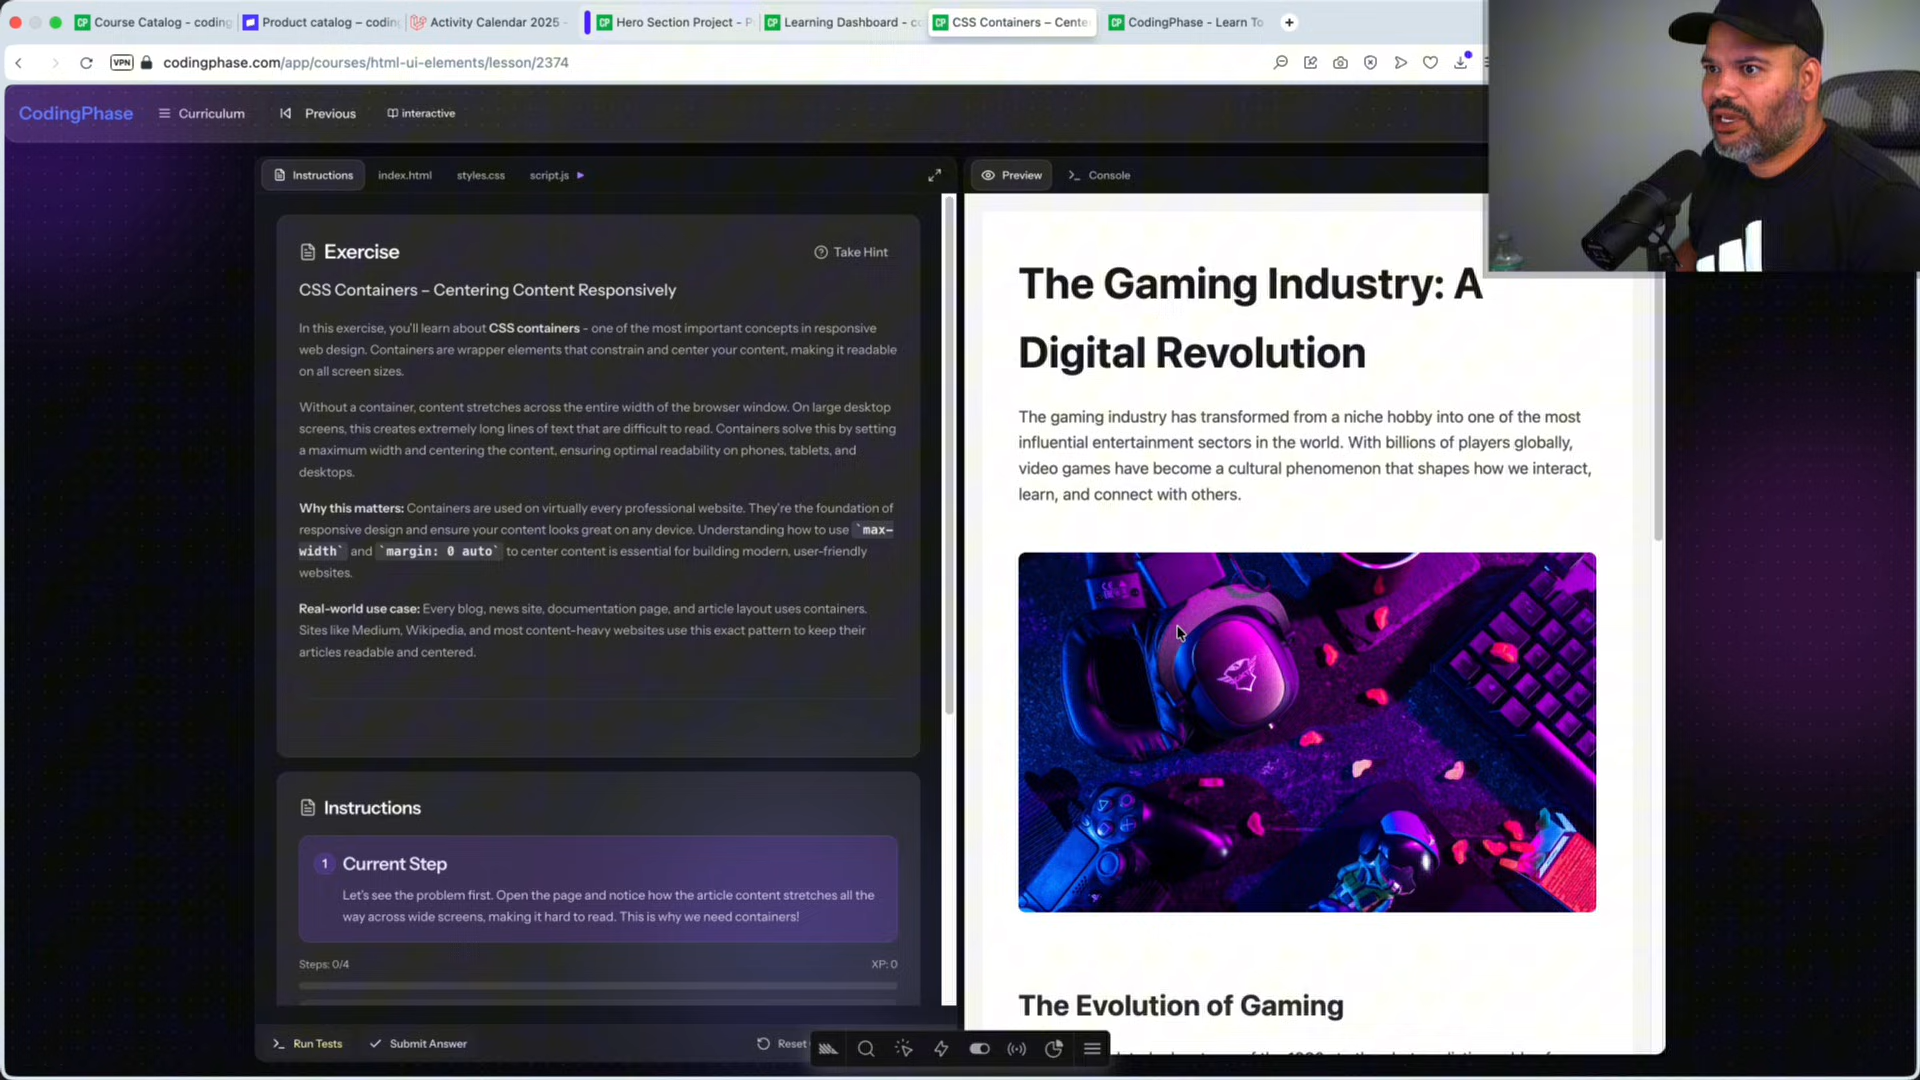 Course Catalog - coding
Product catalog – codin
Activity Calendar 2025 -
Hero Section Project - P
Learning Dashboard - co
CSS Containers – Cente
CodingPhase - Learn To
VPN
codingphase.com/app/courses/html-ui-elements/lesson/2374
CodingPhase
Curriculum
Previous
interactive
Instructions
index.html
styles.css
script.js
Preview
Console
Exercise
Take Hint
CSS Containers – Centering Content Responsively
In this exercise, you'll learn about CSS containers - one of the most important concepts in responsive
web design. Containers are wrapper elements that constrain and center your content, making it readable
on all screen sizes.
Without a container, content stretches across the entire width of the browser window. On large desktop
screens, this creates extremely long lines of text that are difficult to read. Containers solve this by setting
a maximum width and centering the content, ensuring optimal readability on phones, tablets, and
desktops.
Why this matters: Containers are used on virtually every professional website. They're the foundation of
responsive design and ensure your content looks great on any device. Understanding how to use `max-
width` and `margin: 0 auto` to center content is essential for building modern, user-friendly
websites.
Real-world use case: Every blog, news site, documentation page, and article layout uses containers.
Sites like Medium, Wikipedia, and most content-heavy websites use this exact pattern to keep their
articles readable and centered.
Instructions
1 Current Step
Let's see the problem first. Open the page and notice how the article content stretches all the
way across wide screens, making it hard to read. This is why we need containers!
Steps: 0/4
XP: 0
Run Tests
Submit Answer
Reset
The Gaming Industry: A
Digital Revolution
The gaming industry has transformed from a niche hobby into one of the most
influential entertainment sectors in the world. With billions of players globally,
video games have become a cultural phenomenon that shapes how we interact,
learn, and connect with others.
The Evolution of Gaming